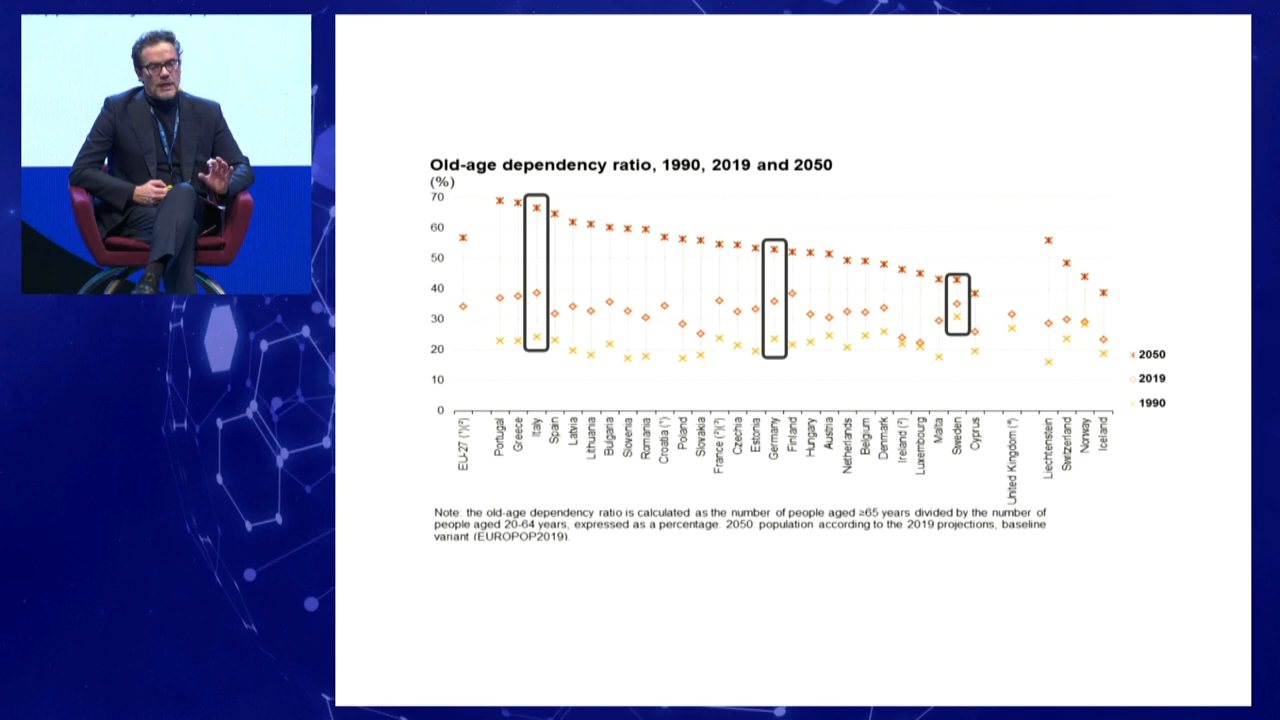 Old-age dependency ratio, 1990, 2019 and 2050
(%)
70
60
50
40
30
20
10
0
EU-27 (¹)(²)
Portugal
Greece
Italy
Spain
Latvia
Lithuania
Bulgaria
Slovenia
Romania
Croatia (¹)
Poland
Slovakia
France (²)(³)
Czechia
Estonia
Germany
Finland
Hungary
Austria
Netherlands
Belgium
Denmark
Ireland (²)
Luxembourg
Malta
Sweden
Cyprus
United Kingdom (⁴)
Liechtenstein
Switzerland
Norway
Iceland
2050
2019
1990
Note: the old-age dependency ratio is calculated as the number of people aged ≥65 years divided by the number of
people aged 20-64 years, expressed as a percentage. 2050: population according to the 2019 projections, baseline
variant (EUROPOP2019).